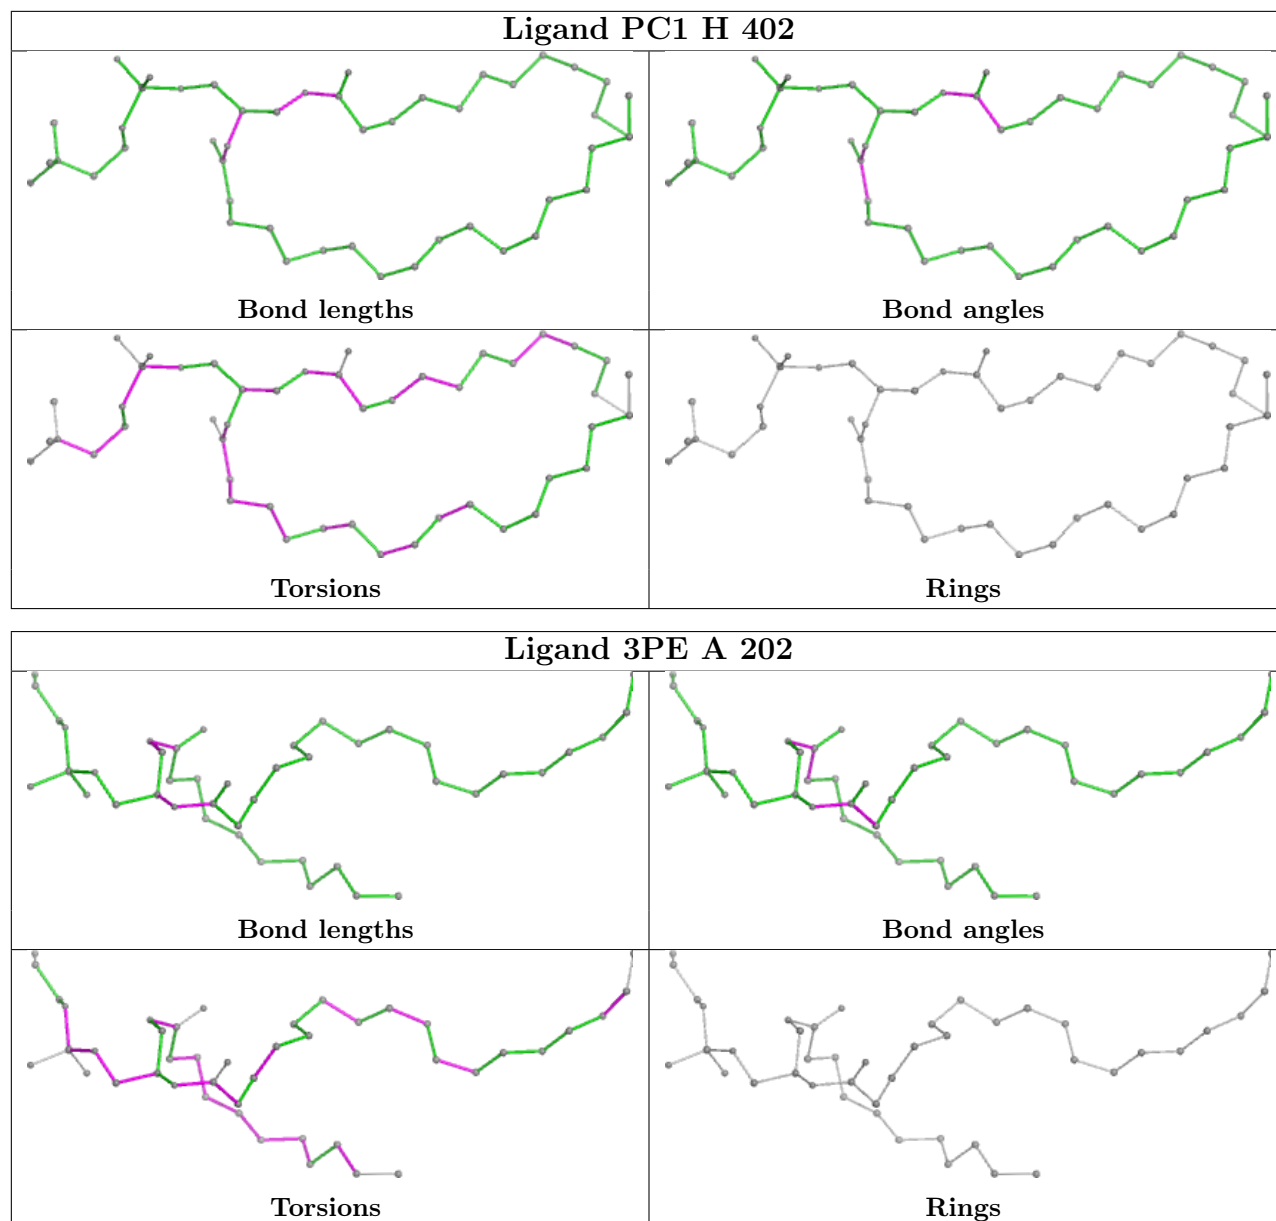 Ligand PC1 H 402
Bond lengths
Bond angles
Torsions
Rings
Ligand 3PE A 202
Bond lengths
Bond angles
Torsions
Rings